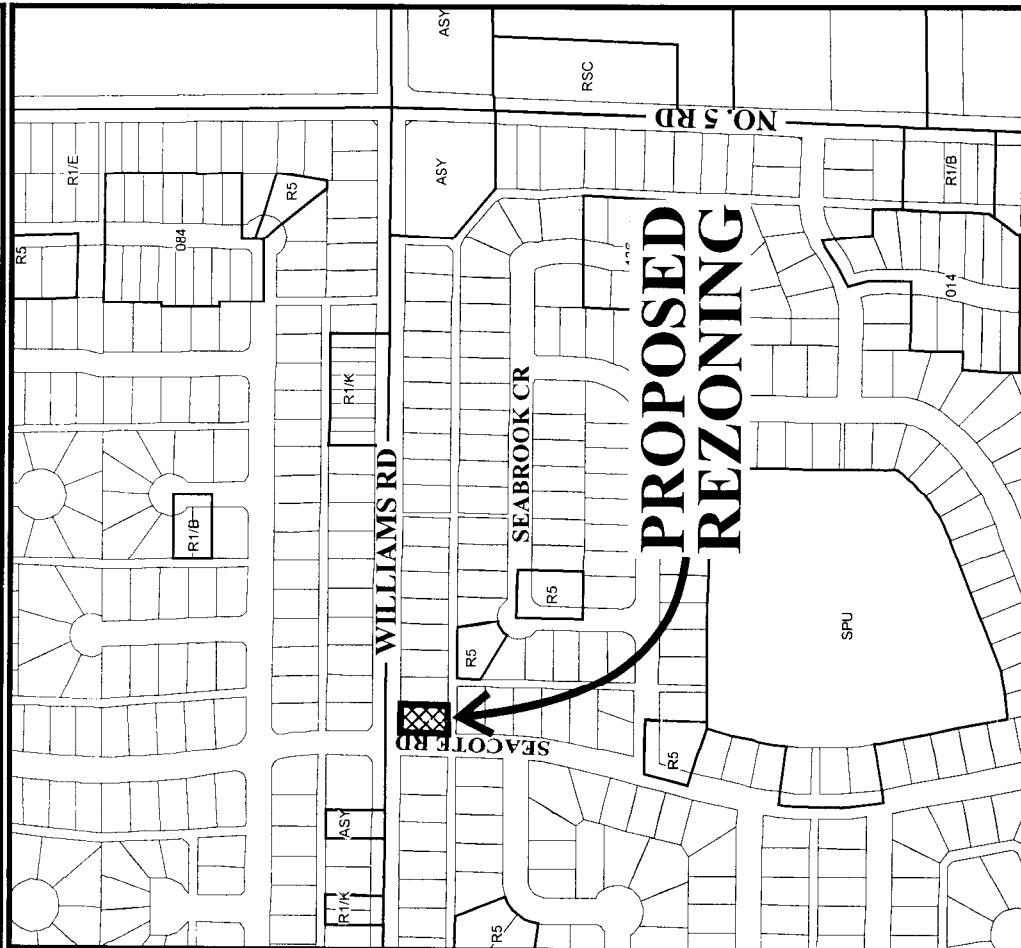 ASY
RSC
NO. 5 RD
R1/E
R5
ASY
R1/B
R5
084
014
R1/K
PROPOSED
REZONING
SEABROOK CR
WILLIAMS RD
R1/B
R5
R5
SPU
SEACOTE RD
R5
ASY
R1/K
R5